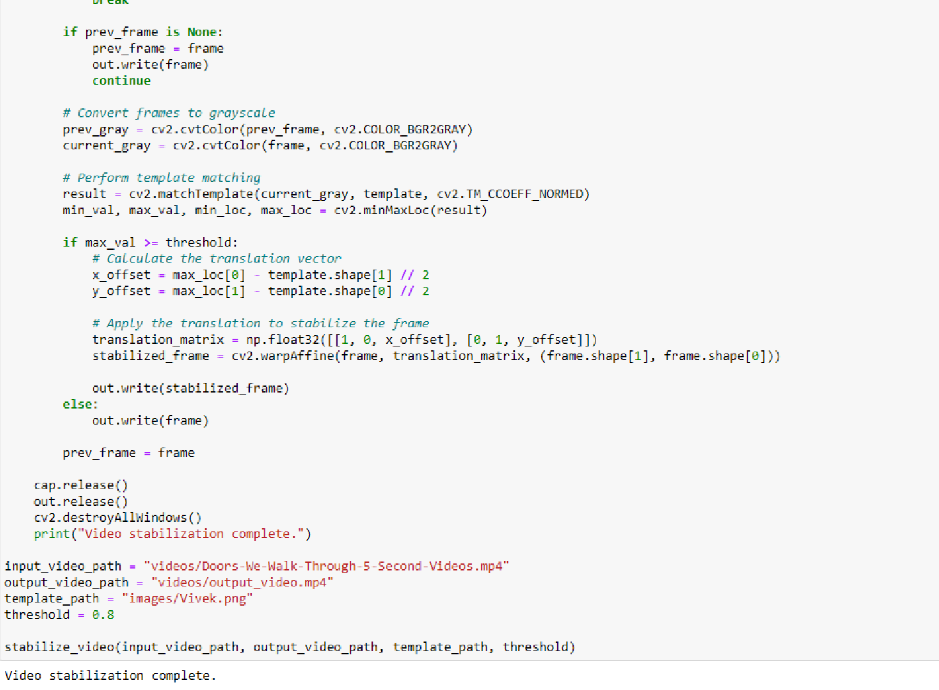 break
if prev_frame is None:
prev_frame = frame
out.write(frame)
continue
# Convert frames to grayscale
prev_gray = cv2.cvtColor(prev_frame, cv2.COLOR_BGR2GRAY)
current_gray = cv2.cvtColor(frame, cv2.COLOR_BGR2GRAY)
# Perform template matching
result = cv2.matchTemplate(current_gray, template, cv2.TM_CCOEFF_NORMED)
min_val, max_val, min_loc, max_loc = cv2.minMaxLoc(result)
if max_val >= threshold:
# Calculate the translation vector
x_offset = max_loc[0] - template.shape[1] // 2
y_offset = max_loc[1] - template.shape[0] // 2
# Apply the translation to stabilize the frame
translation_matrix = np.float32([[1, 0, x_offset], [0, 1, y_offset]])
stabilized_frame = cv2.warpAffine(frame, translation_matrix, (frame.shape[1], frame.shape[0]))
out.write(stabilized_frame)
else:
out.write(frame)
prev_frame = frame
cap.release()
out.release()
cv2.destroyAllWindows()
print("Video stabilization complete.")
input_video_path = "videos/Doors-We-Walk-Through-5-Second-Videos.mp4"
output_video_path = "videos/output_video.mp4"
template_path = "images/Vivek.png"
threshold = 0.8
stabilize_video(input_video_path, output_video_path, template_path, threshold)
Video stabilization complete.